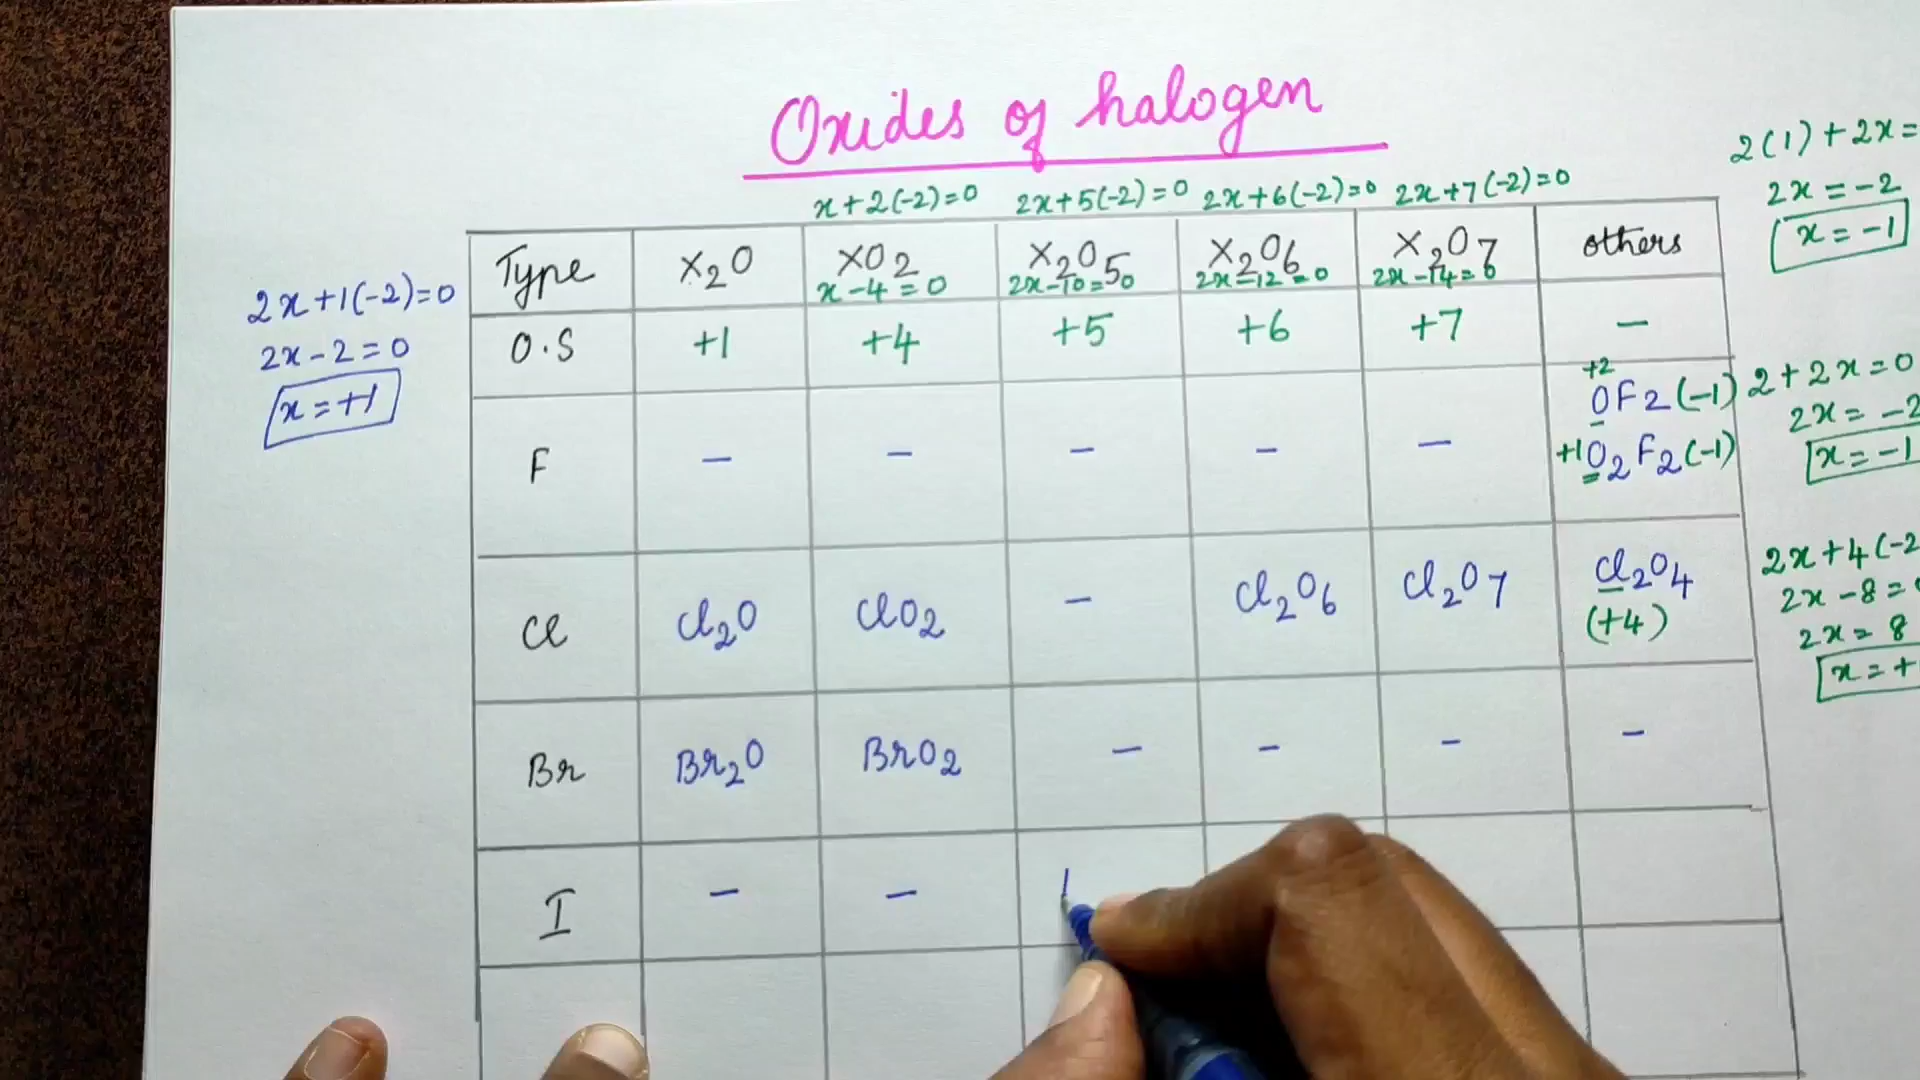 Oxides of halogen
x+2(-2)=0 2x+5(-2)=0 2x+6(-2)=0 2x+7(-2)=0
Type X2O XO2 X2O5 X2O6 X2O7 others
x-4=0 2x-10=0 2x-12=0 2x-14=0
O.S +1 +4 +5 +6 +7 -
F - - - - - +2 OF2(-1)
+1O2F2(-1)
Cl Cl2O ClO2 - Cl2O6 Cl2O7 Cl2O4
(+4)
Br Br2O BrO2 - - - -
I - -
2x+1(-2)=0
2x-2=0
x=+1
2(1)+2x=
2x=-2
x=-1
2+2x=0
2x=-2
x=-1
2x+4(-2
2x-8=
2x=8
x=+